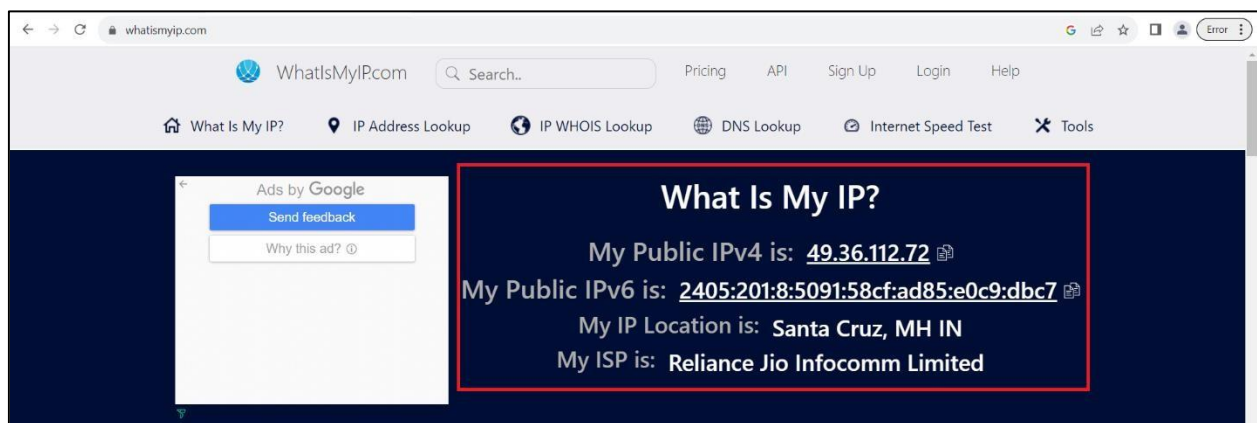 whatismyip.com
Error
WhatIsMyIP.com
Search..
Pricing API Sign Up Login Help
What Is My IP? IP Address Lookup IP WHOIS Lookup DNS Lookup Internet Speed Test Tools
Ads by Google
Send feedback
Why this ad?
What Is My IP?
My Public IPv4 is: 49.36.112.72
My Public IPv6 is: 2405:201:8:5091:58cf:ad85:e0c9:dbc7
My IP Location is: Santa Cruz, MH IN
My ISP is: Reliance Jio Infocomm Limited